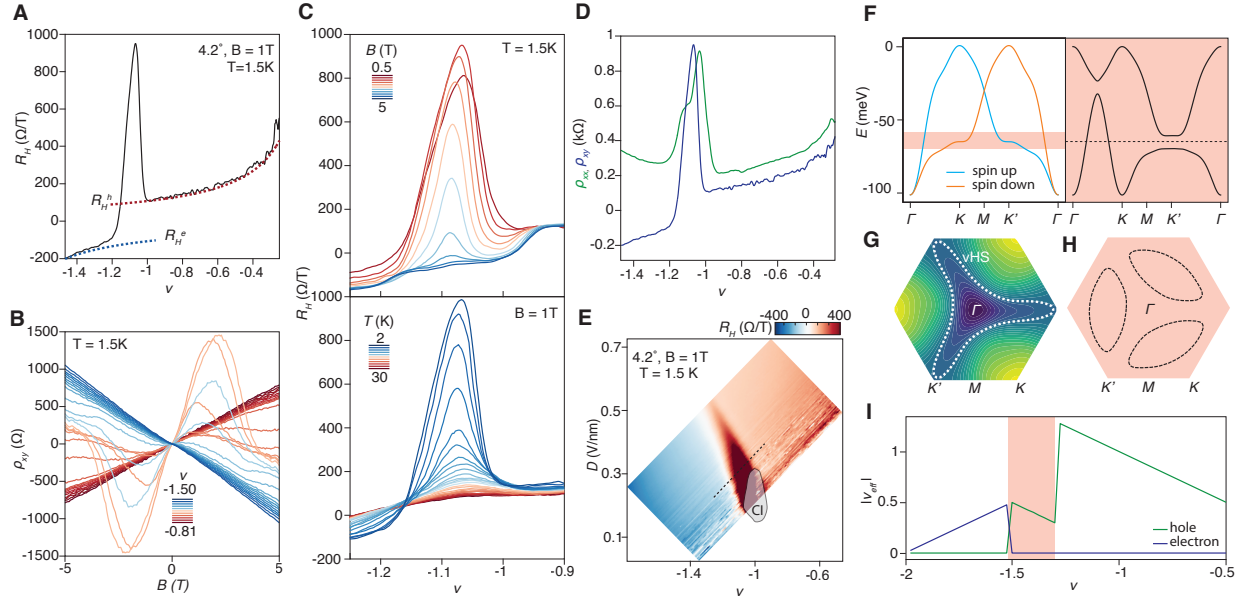 A
1000
800
600
400
200
0
-200
R_H (Ω/T)
4.2°, B = 1T
T=1.5K
R_H^h
R_H^e
-1.4
-1.2
-1
-0.8
-0.6
-0.4
ν
B
1500
1000
500
0
-500
-1000
-1500
ρ_xy (Ω)
T = 1.5K
ν
-1.50
-0.81
-5
0
5
B (T)
C
1000
800
600
400
200
0
B (T)
0.5
5
T = 1.5K
R_H (Ω/T)
1000
800
600
400
200
0
-200
T (K)
2
30
B = 1T
-1.2
-1.1
-1
-0.9
ν
D
1
0.8
0.6
0.4
0.2
0
-0.2
ρ_xx, ρ_xy (kΩ)
-1.4
-1.2
-1
-0.8
-0.6
-0.4
ν
E
R_H (Ω/T)
-400
0
400
4.2°, B = 1T
T = 1.5 K
0.7
0.5
0.3
0.1
D (V/nm)
CI
-1.4
-1
-0.6
ν
F
0
-50
-100
E (meV)
spin up
spin down
Γ
K
M
K'
Γ
Γ
K
M
K'
Γ
G
vHS
Γ
K'
M
K
H
Γ
K'
M
K
I
1
0.5
0
|ν_eff|
hole
electron
-2
-1.5
-1
-0.5
ν